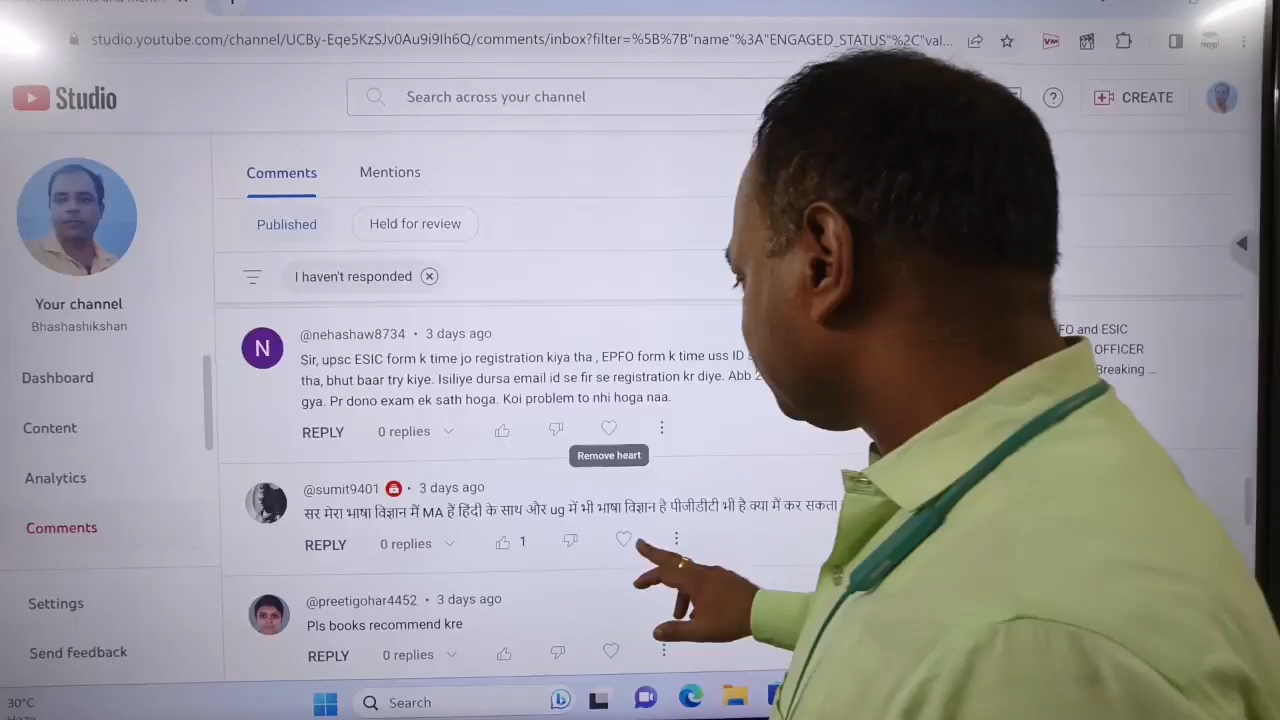 studio.youtube.com/channel/UCBy-Eqe5KzSJv0Au9i9Ih6Q/comments/inbox?filter=%5B%7B"name"%3A"ENGAGED_STATUS"%2C"val...
Studio
Search across your channel
CREATE
Comments
Mentions
Published
Held for review
I haven't responded
Your channel
Bhashashikshan
Dashboard
Content
Analytics
Comments
Settings
Send feedback
N
@nehashaw8734 • 3 days ago
Sir, upsc ESIC form k time jo registration kiya tha , EPFO form k time uss ID
tha, bhut baar try kiye. Isiliye dursa email id se fir se registration kr diye. Abb 2
gya. Pr dono exam ek sath hoga. Koi problem to nhi hoga naa.
REPLY 0 replies
Remove heart
and ESIC
OFFICER
Breaking ...
@sumit9401 • 3 days ago
सर मेरा भाषा विज्ञान मैं MA हैं हिंदी के साथ और ug में भी भाषा विज्ञान है पीजीडीटी भी है क्या मैं कर सकता
REPLY 0 replies 1
@preetigohar4452 • 3 days ago
Pls books recommend kre
REPLY 0 replies
30°C
Haze
Search